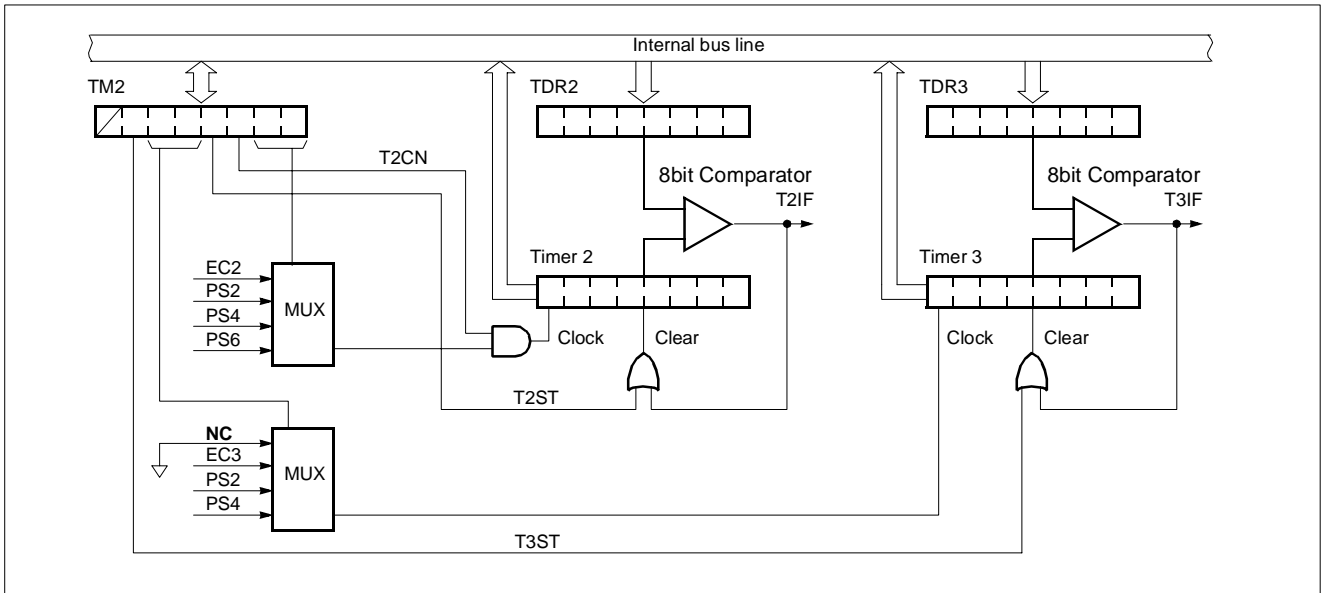 Internal bus line
TM2
TDR2
TDR3
T2CN
8bit Comparator
8bit Comparator
T2IF
T3IF
Timer 2
Timer 3
EC2
PS2
PS4
PS6
MUX
Clock
Clear
Clock
Clear
T2ST
NC
EC3
PS2
PS4
MUX
T3ST